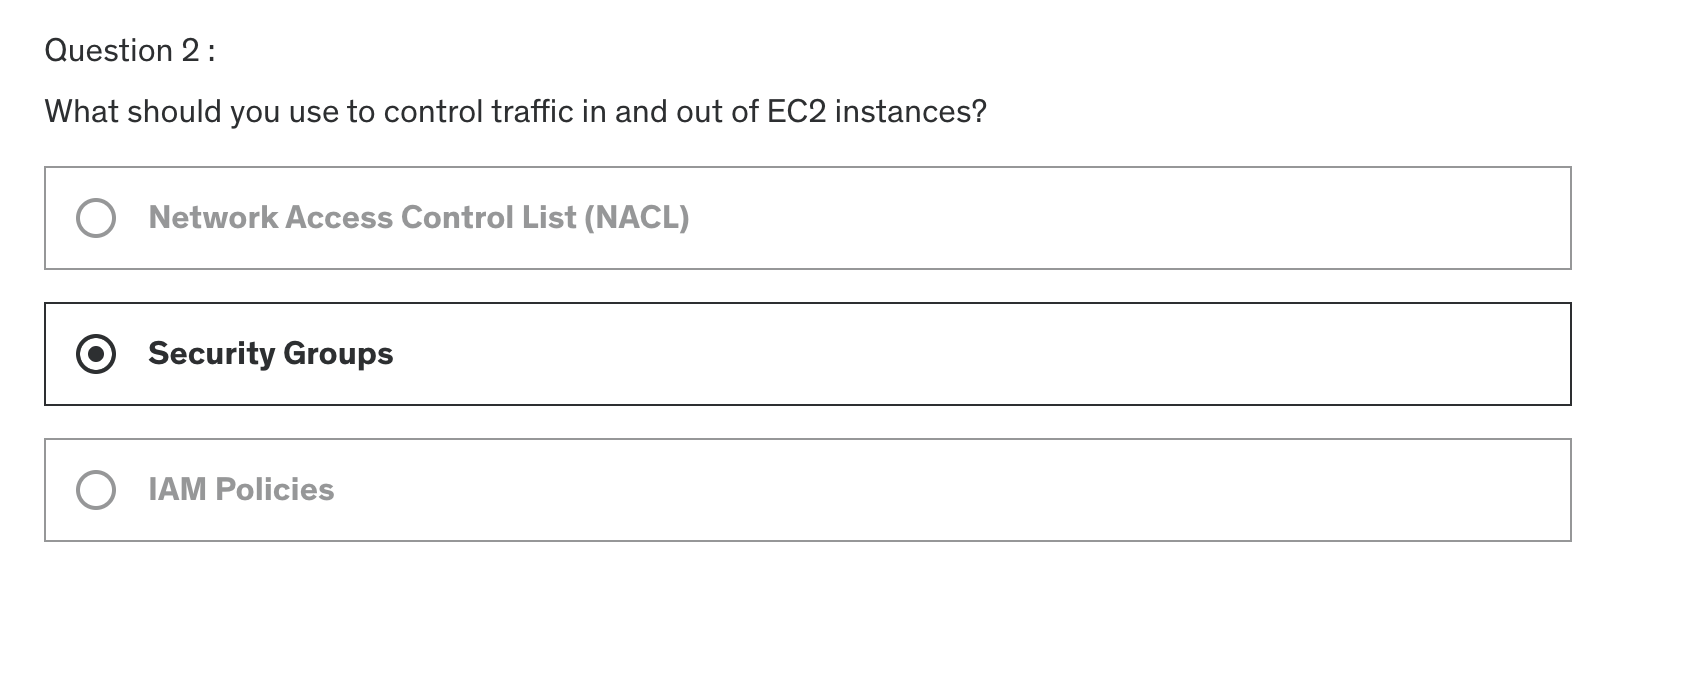 Question 2 :
What should you use to control traffic in and out of EC2 instances?
Network Access Control List (NACL)
Security Groups
IAM Policies